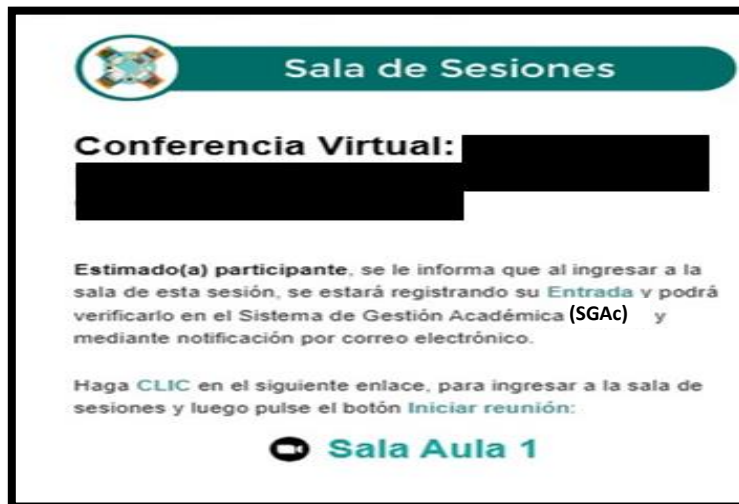 Sala de Sesiones
Conferencia Virtual:
Estimado(a) participante, se le informa que al ingresar a la
sala de esta sesión, se estará registrando su Entrada y podrá
verificarlo en el Sistema de Gestión Académica (SGAc) y
mediante notificación por correo electrónico.
Haga CLIC en el siguiente enlace, para ingresar a la sala de
sesiones y luego pulse el botón Iniciar reunión:
Sala Aula 1